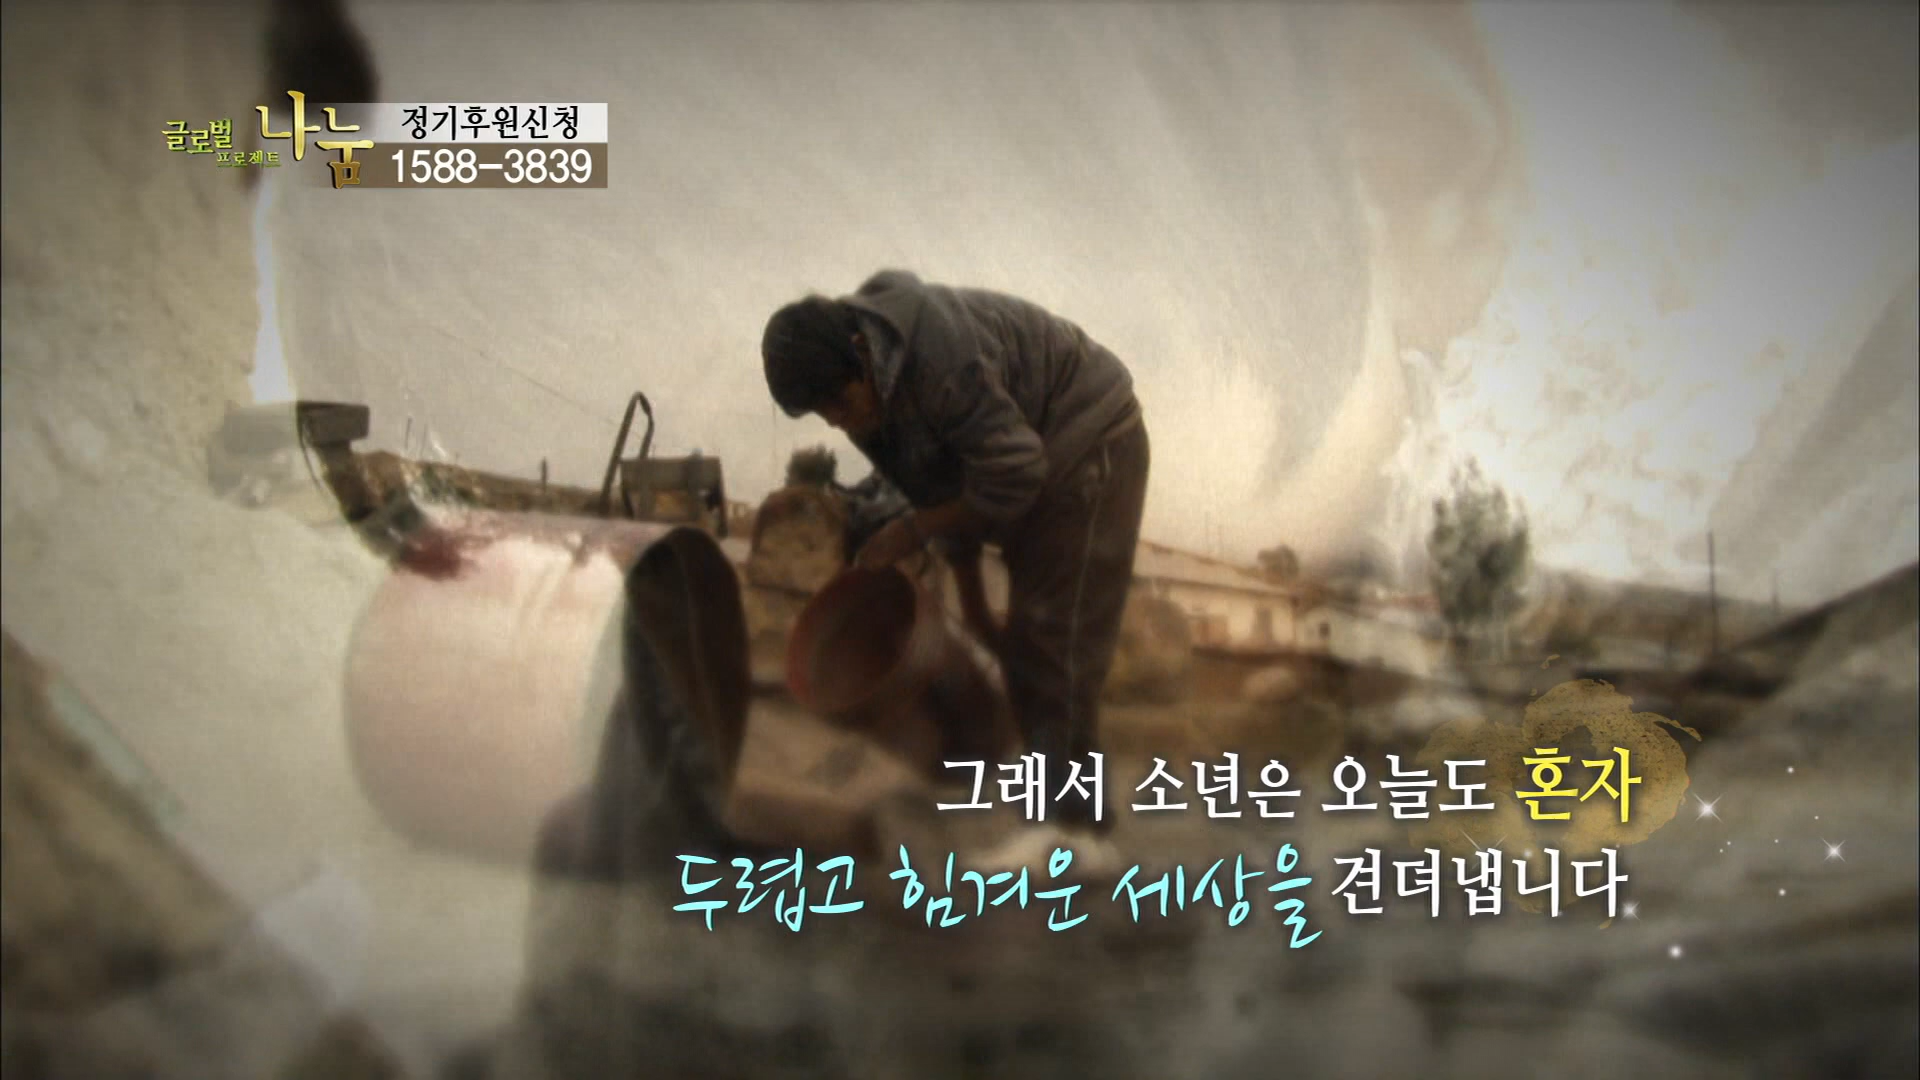 글로벌
프로젝트
나눔
정기후원신청
1588-3839
그래서 소년은 오늘도 혼자
두렵고 힘겨운 세상을 견뎌냅니다